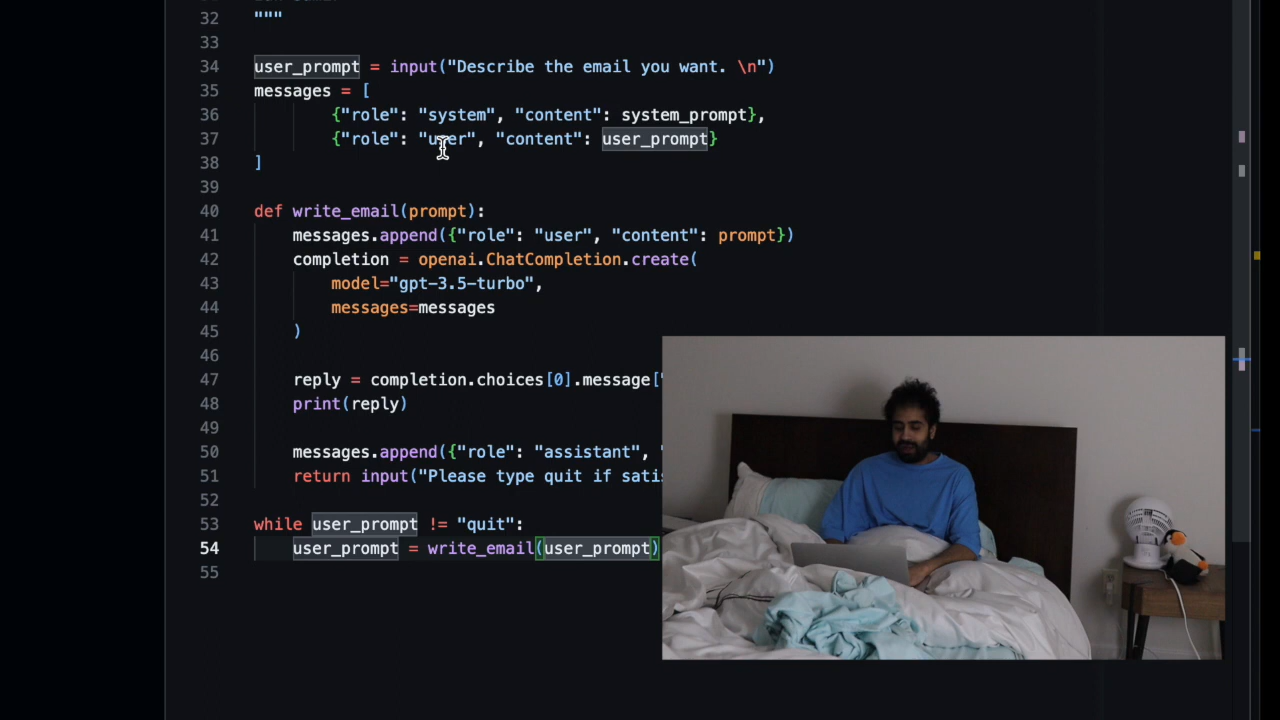 32 """
33
34 user_prompt = input("Describe the email you want. \n")
35 messages = [
36 {"role": "system", "content": system_prompt},
37 {"role": "user", "content": user_prompt}
38 ]
39
40 def write_email(prompt):
41 messages.append({"role": "user", "content": prompt})
42 completion = openai.ChatCompletion.create(
43 model="gpt-3.5-turbo",
44 messages=messages
45 )
46
47 reply = completion.choices[0].message["
48 print(reply)
49
50 messages.append({"role": "assistant", "
51 return input("Please type quit if satis
52
53 while user_prompt != "quit":
54 user_prompt = write_email(user_prompt)
55